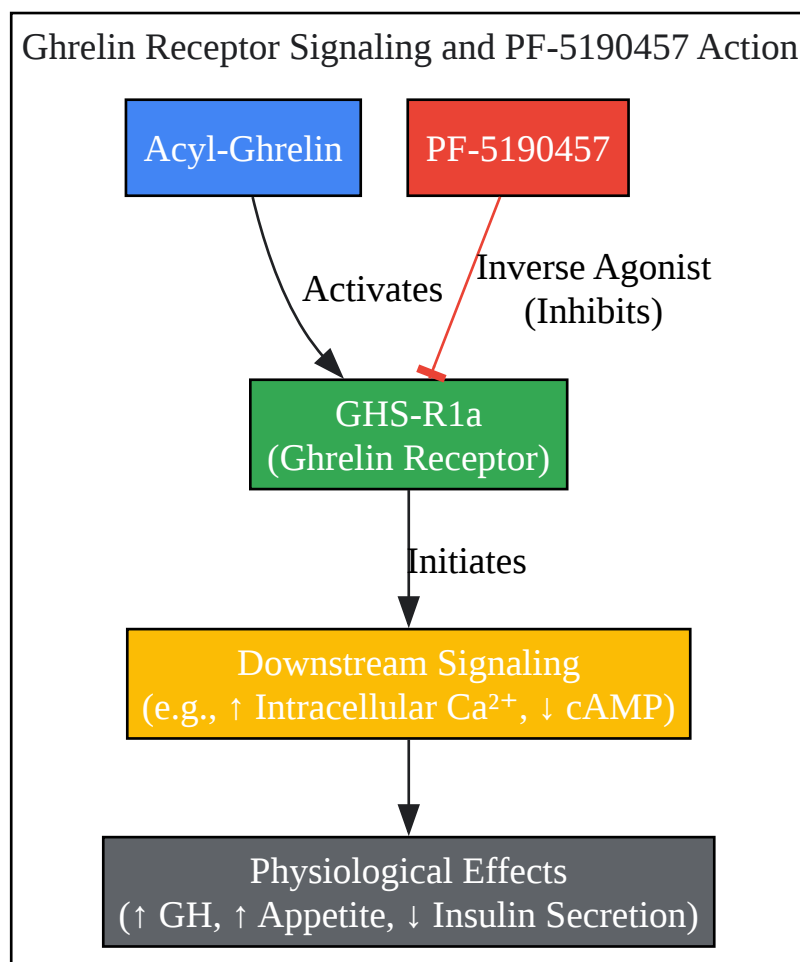 Ghrelin Receptor Signaling and PF-5190457 Action
Acyl-Ghrelin
PF-5190457
Activates
Inverse Agonist
(Inhibits)
GHS-R1a
(Ghrelin Receptor)
Initiates
Downstream Signaling
(e.g., ↑ Intracellular Ca²⁺, ↓ cAMP)
Physiological Effects
(↑ GH, ↑ Appetite, ↓ Insulin Secretion)